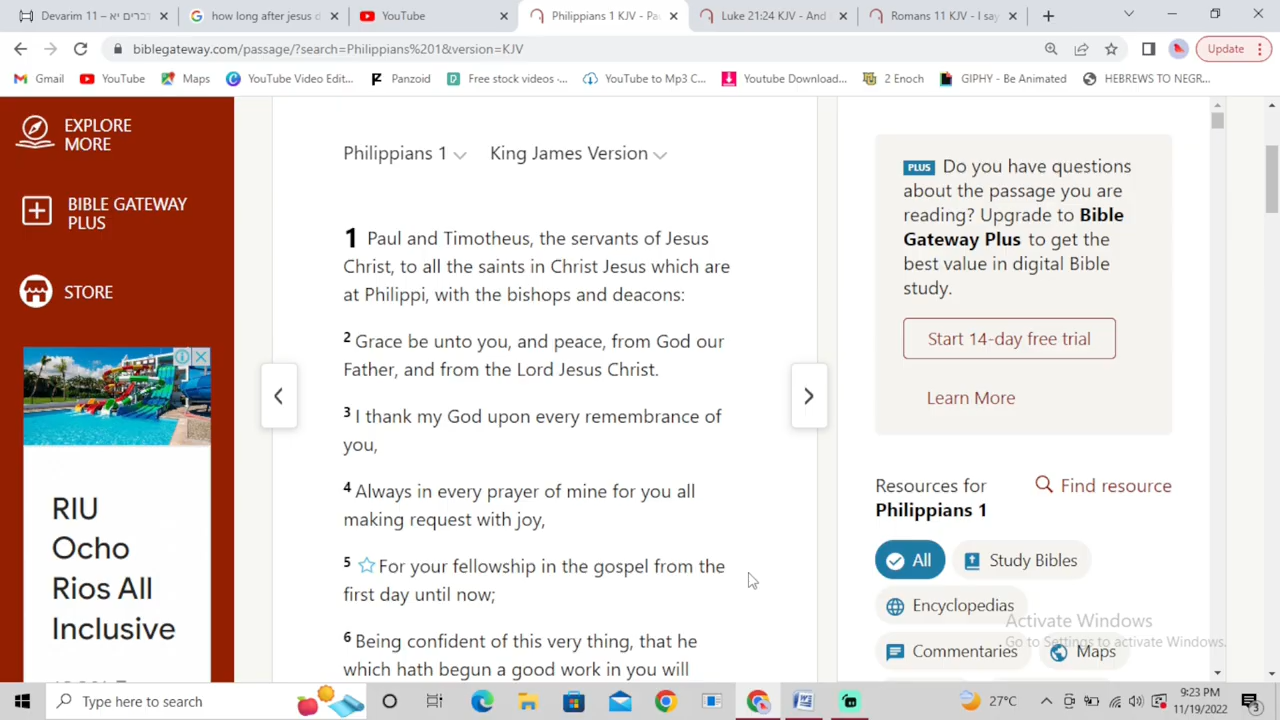 Devarim 11 – דברים יא
how long after jesus d
YouTube
Philippians 1 KJV - Pa
Luke 21:24 KJV - And
Romans 11 KJV - I say
biblegateway.com/passage/?search=Philippians%201&version=KJV
Update
Gmail
YouTube
Maps
YouTube Video Edit...
Panzoid
Free stock videos -...
YouTube to Mp3 C...
Youtube Download...
2 Enoch
GIPHY - Be Animated
HEBREWS TO NEGR...
EXPLORE
MORE
BIBLE GATEWAY
PLUS
STORE
RIU
Ocho
Rios All
Inclusive
Philippians 1
King James Version
1 Paul and Timotheus, the servants of Jesus
Christ, to all the saints in Christ Jesus which are
at Philippi, with the bishops and deacons:
2 Grace be unto you, and peace, from God our
Father, and from the Lord Jesus Christ.
3 I thank my God upon every remembrance of
you,
4 Always in every prayer of mine for you all
making request with joy,
5 For your fellowship in the gospel from the
first day until now;
6 Being confident of this very thing, that he
which hath begun a good work in you will
PLUS Do you have questions
about the passage you are
reading? Upgrade to Bible
Gateway Plus to get the
best value in digital Bible
study.
Start 14-day free trial
Learn More
Resources for
Philippians 1
Find resource
All
Study Bibles
Encyclopedias
Commentaries
Maps
Activate Windows
Go to Settings to activate Windows.
Type here to search
27°C
9:23 PM
11/19/2022
3